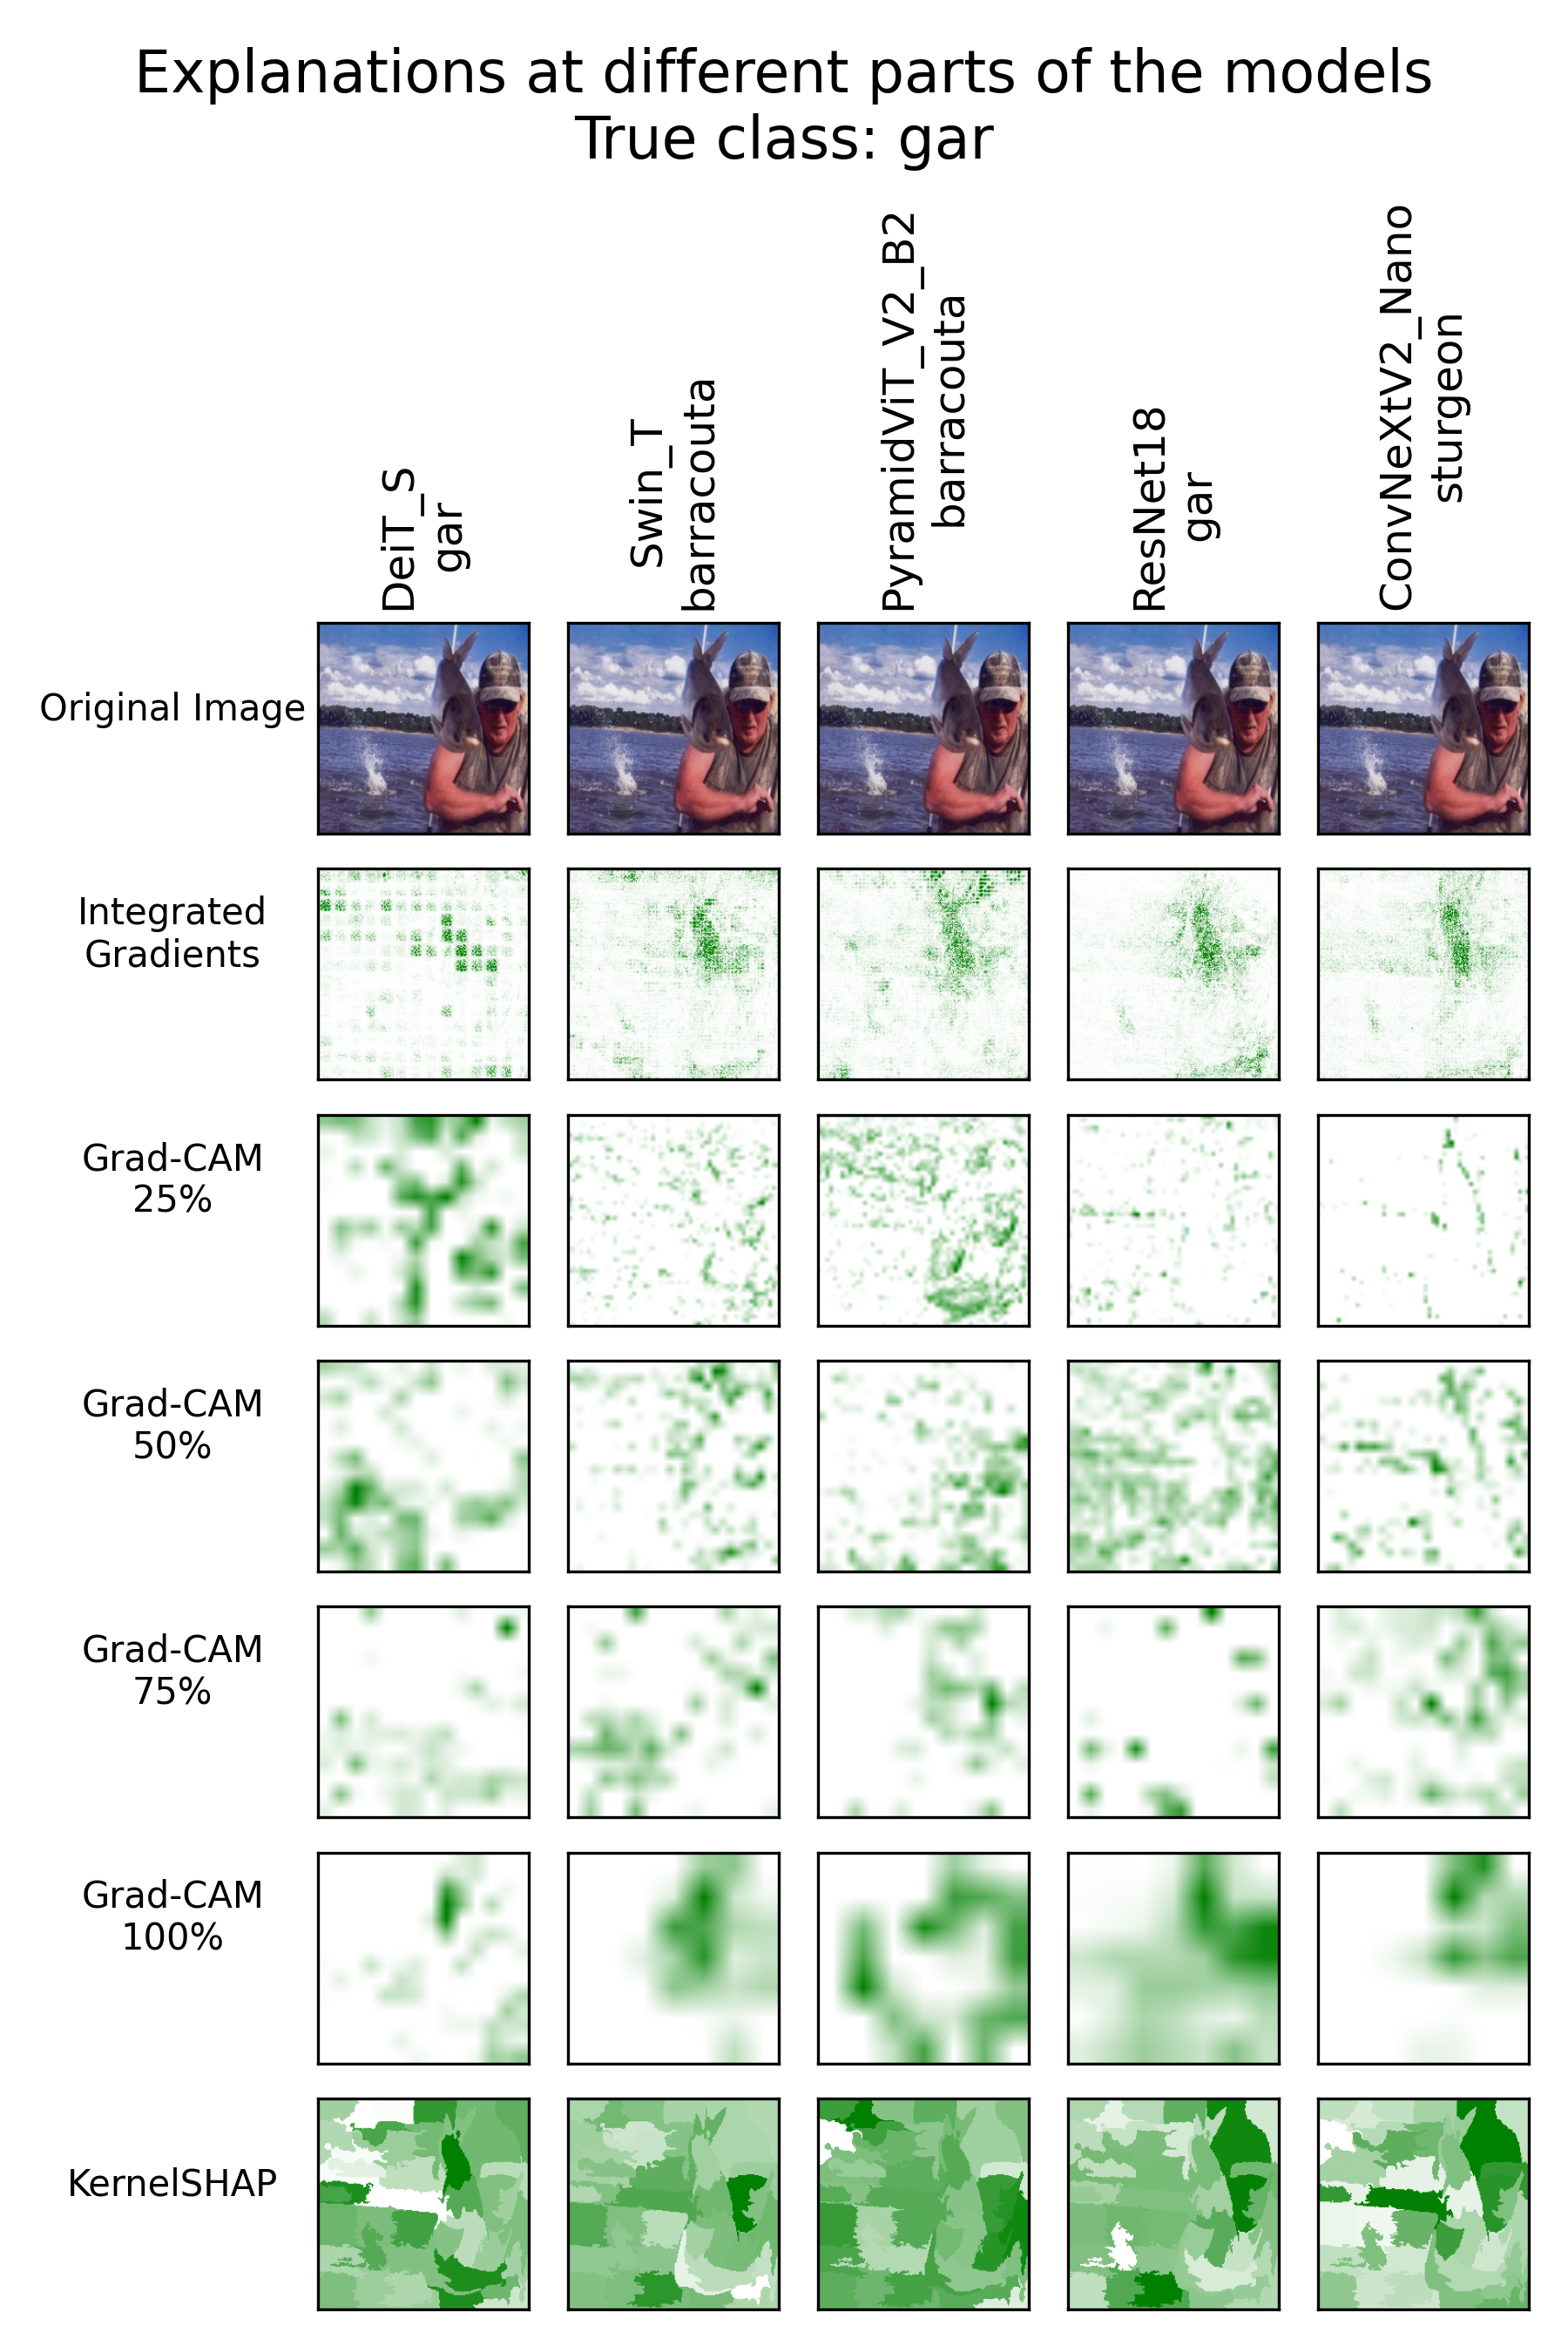 Explanations at different parts of the models
True class: gar
DeiT_S
gar
Swin_T
barracouta
PyramidViT_V2_B2
barracouta
ResNet18
gar
ConvNeXtV2_Nano
sturgeon
Original Image
Integrated
Gradients
Grad-CAM
25%
Grad-CAM
50%
Grad-CAM
75%
Grad-CAM
100%
KernelSHAP